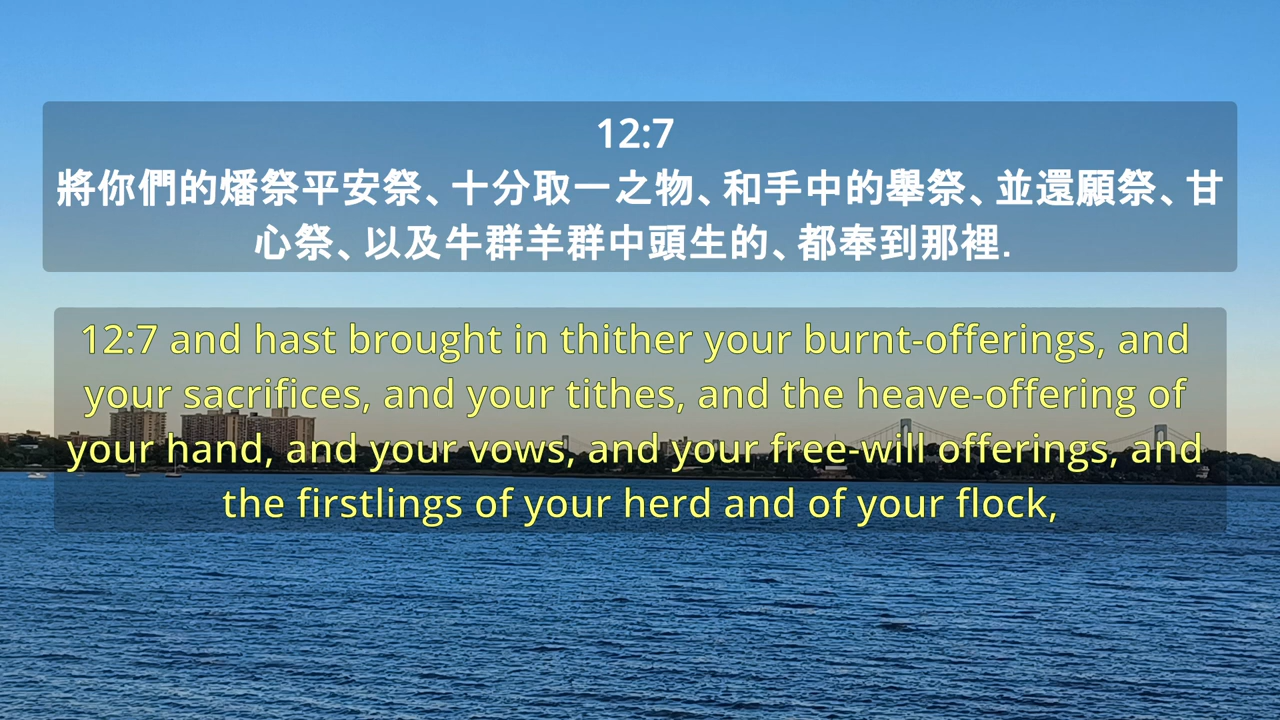 12:7
將你們的燔祭平安祭、十分取一之物、和手中的舉祭、並還願祭、甘
心祭、以及牛群羊群中頭生的、都奉到那裡.
12:7 and hast brought in thither your burnt-offerings, and
your sacrifices, and your tithes, and the heave-offering of
your hand, and your vows, and your free-will offerings, and
the firstlings of your herd and of your flock,